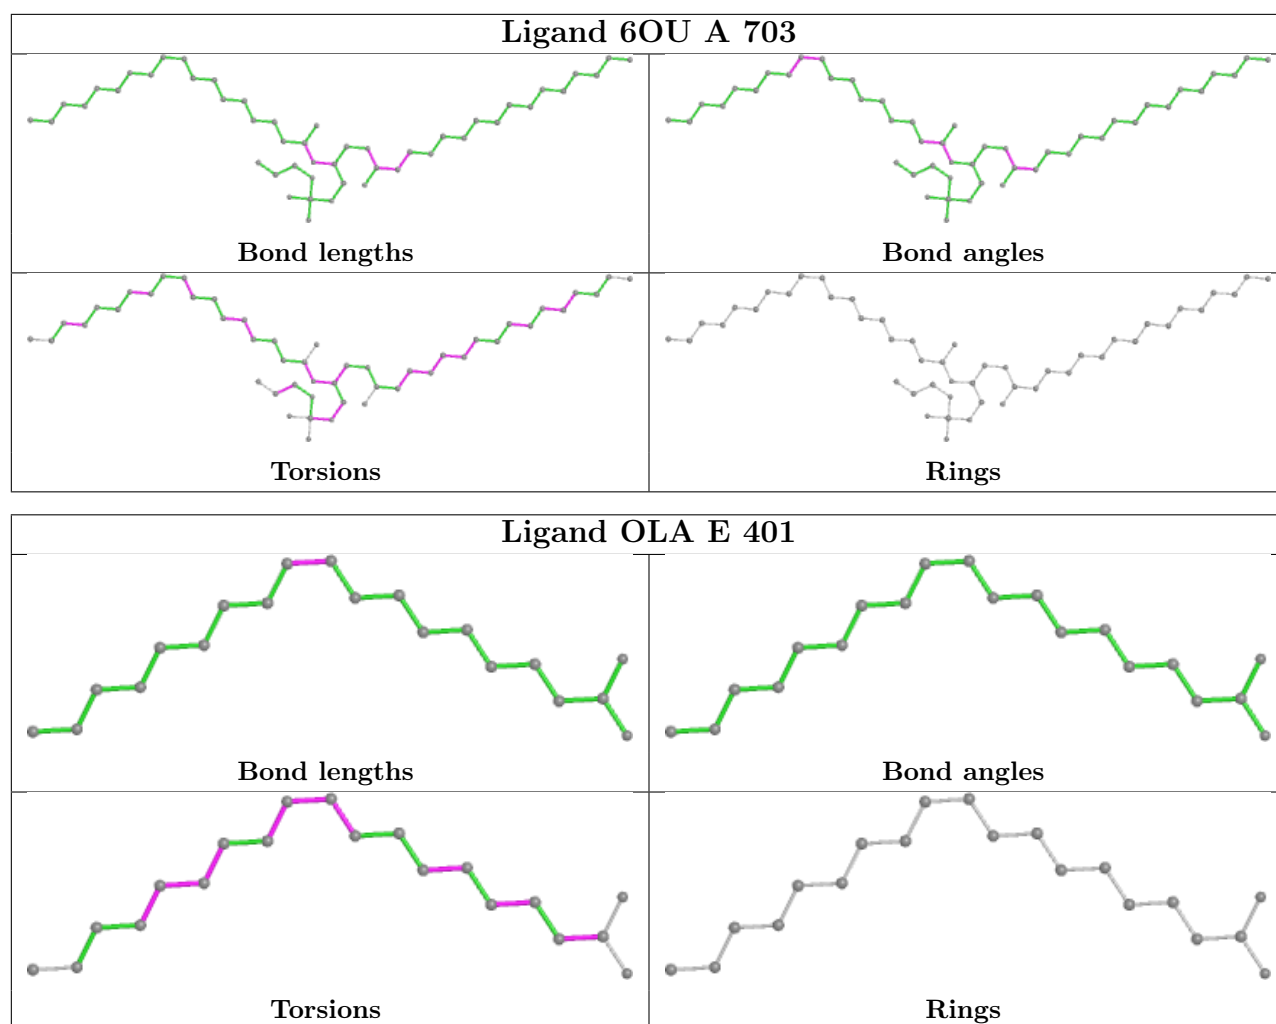 Ligand 6OU A 703
Bond lengths
Bond angles
Torsions
Rings
Ligand OLA E 401
Bond lengths
Bond angles
Torsions
Rings